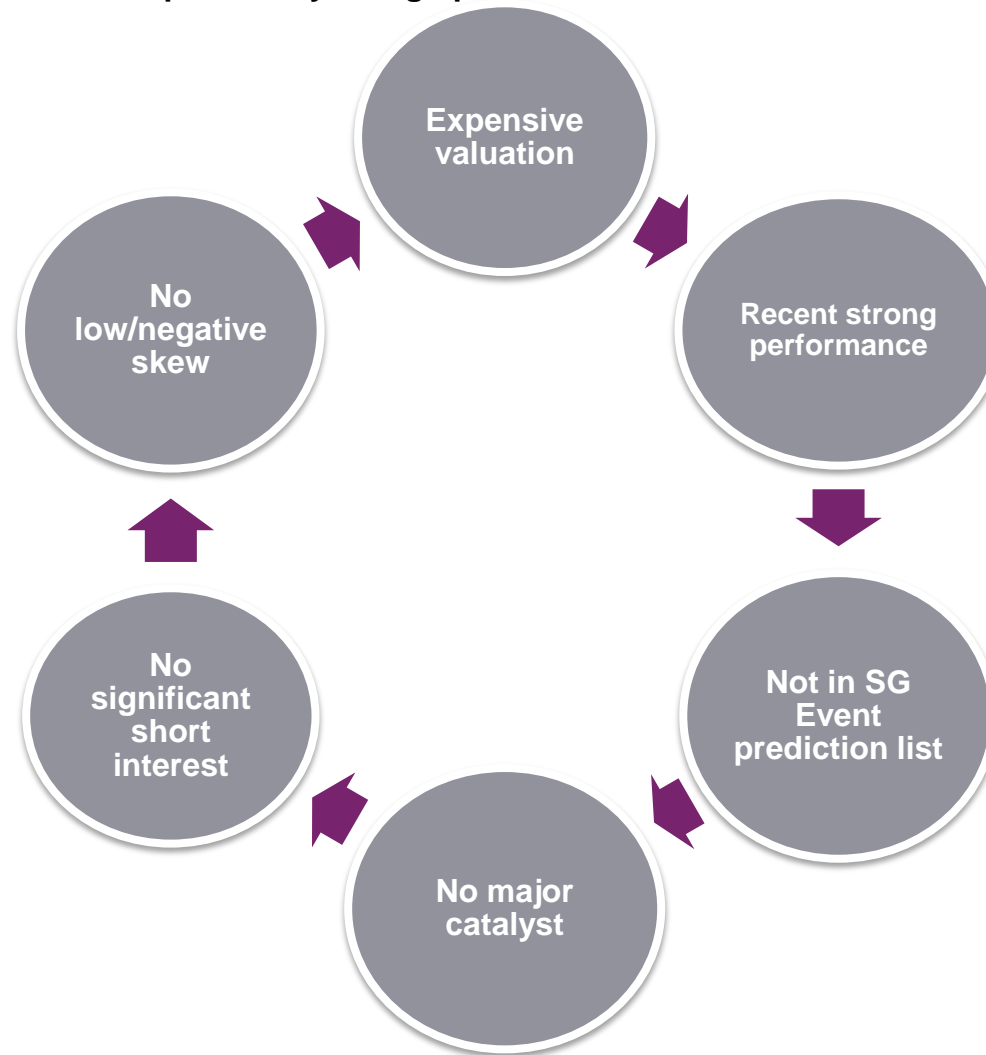 Expensive
valuation
Recent strong
performance
Not in SG
Event
prediction list
No major
catalyst
No
significant
short
interest
No
low/negative
skew